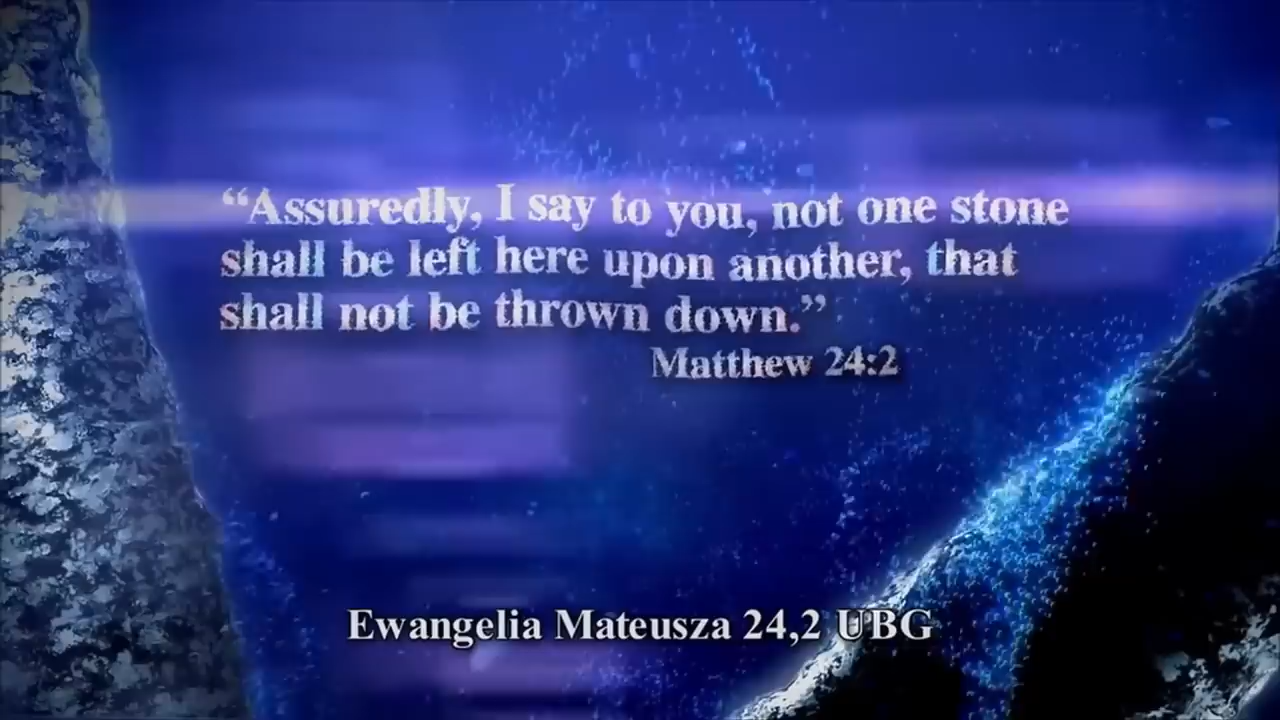 “Assuredly, I say to you, not one stone
shall be left here upon another, that
shall not be thrown down.”
Matthew 24:2
Ewangelia Mateusza 24,2 UBG